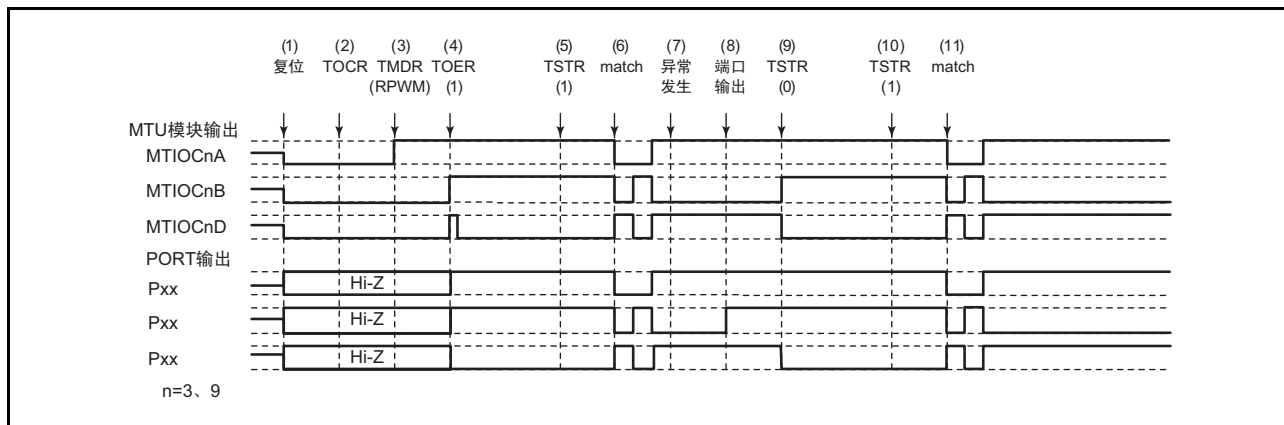 (1) (2) (3) (4) (5) (6) (7) (8) (9) (10) (11)
复位 TOCR TMDR TOER TSTR match 异常 端口 TSTR TSTR match
(RPWM) (1) (1) 发生 输出 (0) (1)
MTU模块输出
MTIOCnA
MTIOCnB
MTIOCnD
PORT输出
Pxx Hi-Z
Pxx Hi-Z
Pxx Hi-Z
n=3、9